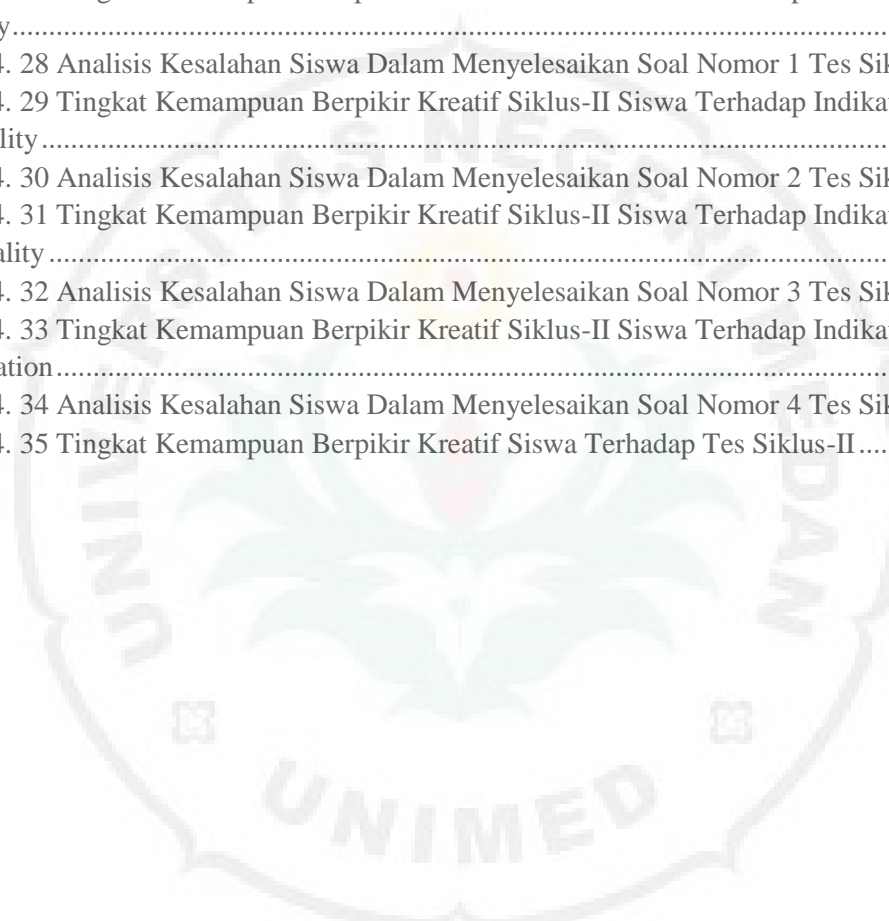 y
4. 28 Analisis Kesalahan Siswa Dalam Menyelesaikan Soal Nomor 1 Tes Sik
4. 29 Tingkat Kemampuan Berpikir Kreatif Siklus-II Siswa Terhadap Indika
lity
4. 30 Analisis Kesalahan Siswa Dalam Menyelesaikan Soal Nomor 2 Tes Sik
4. 31 Tingkat Kemampuan Berpikir Kreatif Siklus-II Siswa Terhadap Indika
ality
4. 32 Analisis Kesalahan Siswa Dalam Menyelesaikan Soal Nomor 3 Tes Sik
4. 33 Tingkat Kemampuan Berpikir Kreatif Siklus-II Siswa Terhadap Indika
ation
4. 34 Analisis Kesalahan Siswa Dalam Menyelesaikan Soal Nomor 4 Tes Sik
4. 35 Tingkat Kemampuan Berpikir Kreatif Siswa Terhadap Tes Siklus-II....
UNIVERSITAS NEGERI MEDAN
UNIMED